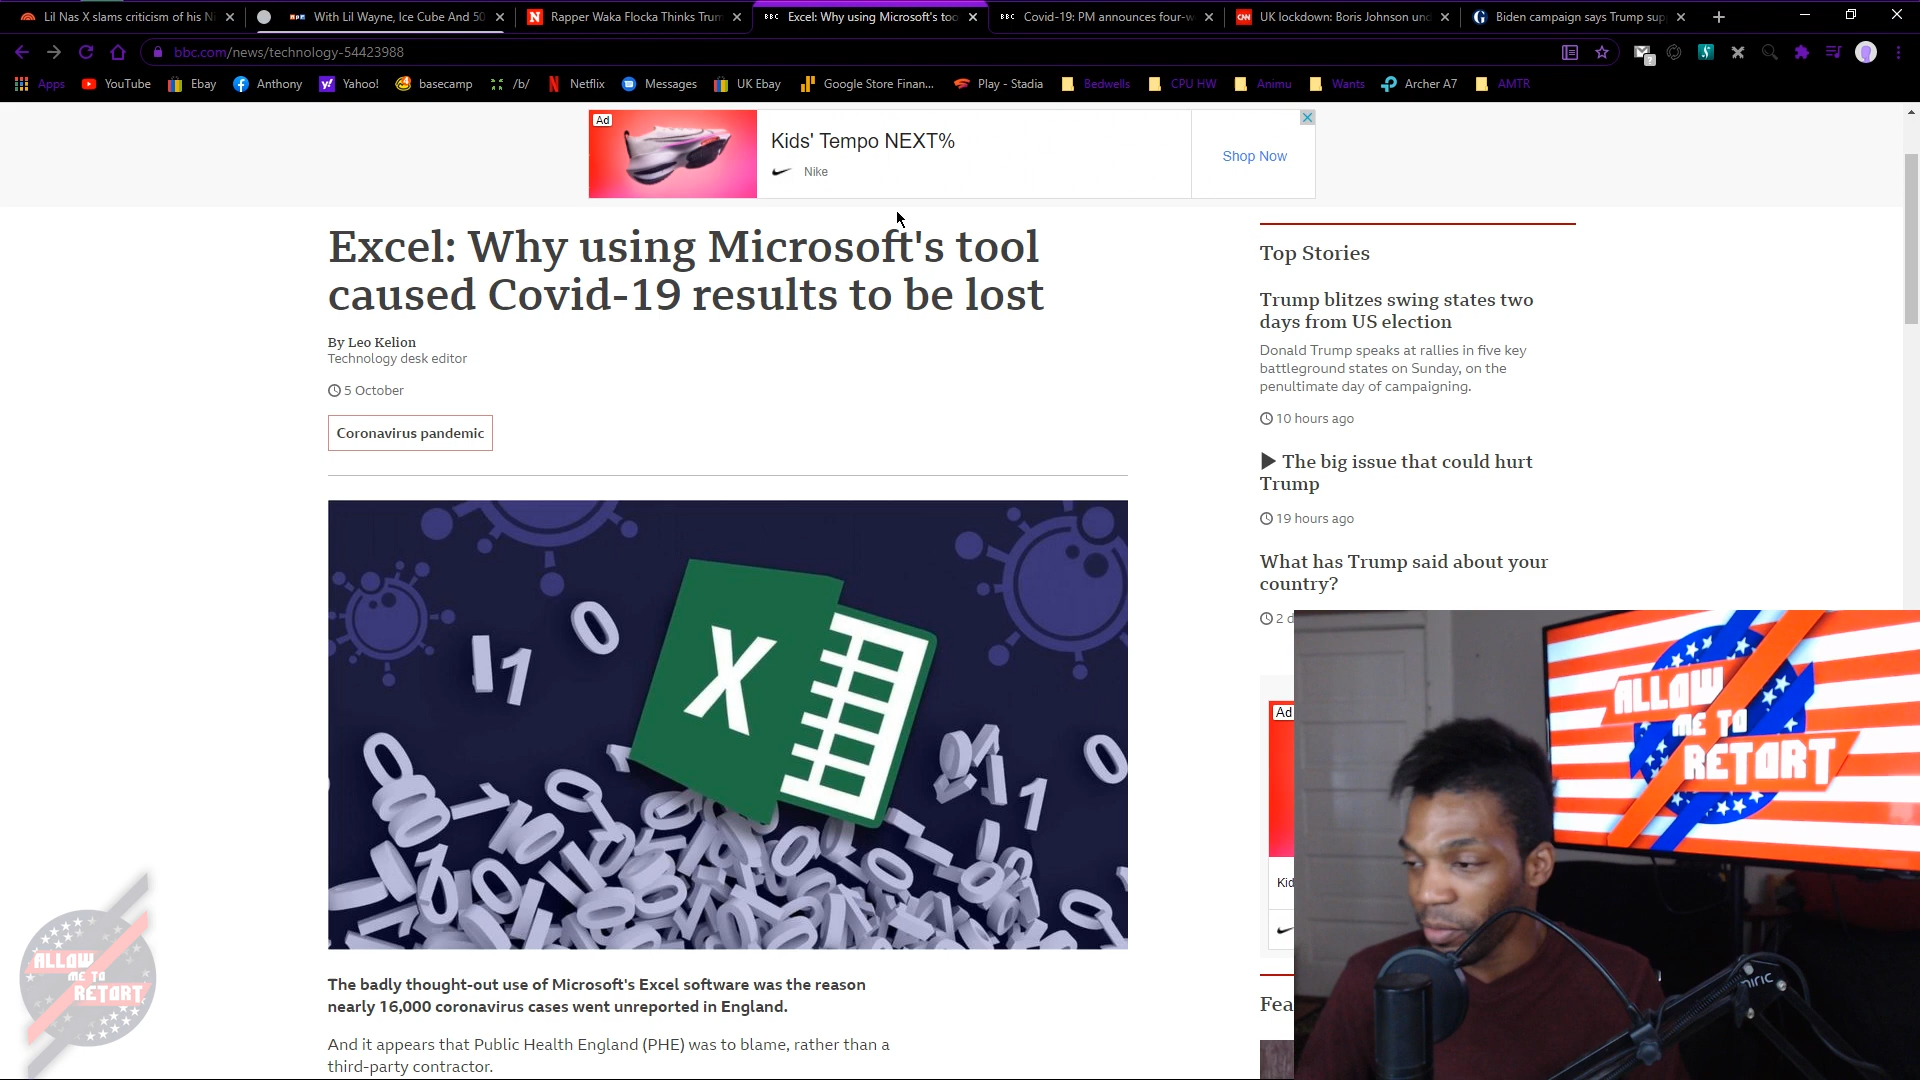 Lil Nas X slams criticism of his Ni
With Lil Wayne, Ice Cube And 50
Rapper Waka Flocka Thinks Trum
BBC Excel: Why using Microsoft's too
BBC Covid-19: PM announces four-w
CNN UK lockdown: Boris Johnson und
Biden campaign says Trump sup
bbc.com/news/technology-54423988
Apps YouTube Ebay Anthony Yahoo! basecamp /b/ Netflix Messages UK Ebay Google Store Finan... Play - Stadia Bedwells CPU HW Animu Wants Archer A7 AMTR
Ad
Kids' Tempo NEXT%
Nike
Shop Now
Excel: Why using Microsoft's tool
caused Covid-19 results to be lost
By Leo Kelion
Technology desk editor
5 October
Coronavirus pandemic
The badly thought-out use of Microsoft's Excel software was the reason
nearly 16,000 coronavirus cases went unreported in England.
And it appears that Public Health England (PHE) was to blame, rather than a
third-party contractor.
Top Stories
Trump blitzes swing states two
days from US election
Donald Trump speaks at rallies in five key
battleground states on Sunday, on the
penultimate day of campaigning.
10 hours ago
The big issue that could hurt
Trump
19 hours ago
What has Trump said about your
country?
2 d
Ad
Kid
Fea
ALLOW
ME TO
RETORT
ALLOW
ME TO
RETORT